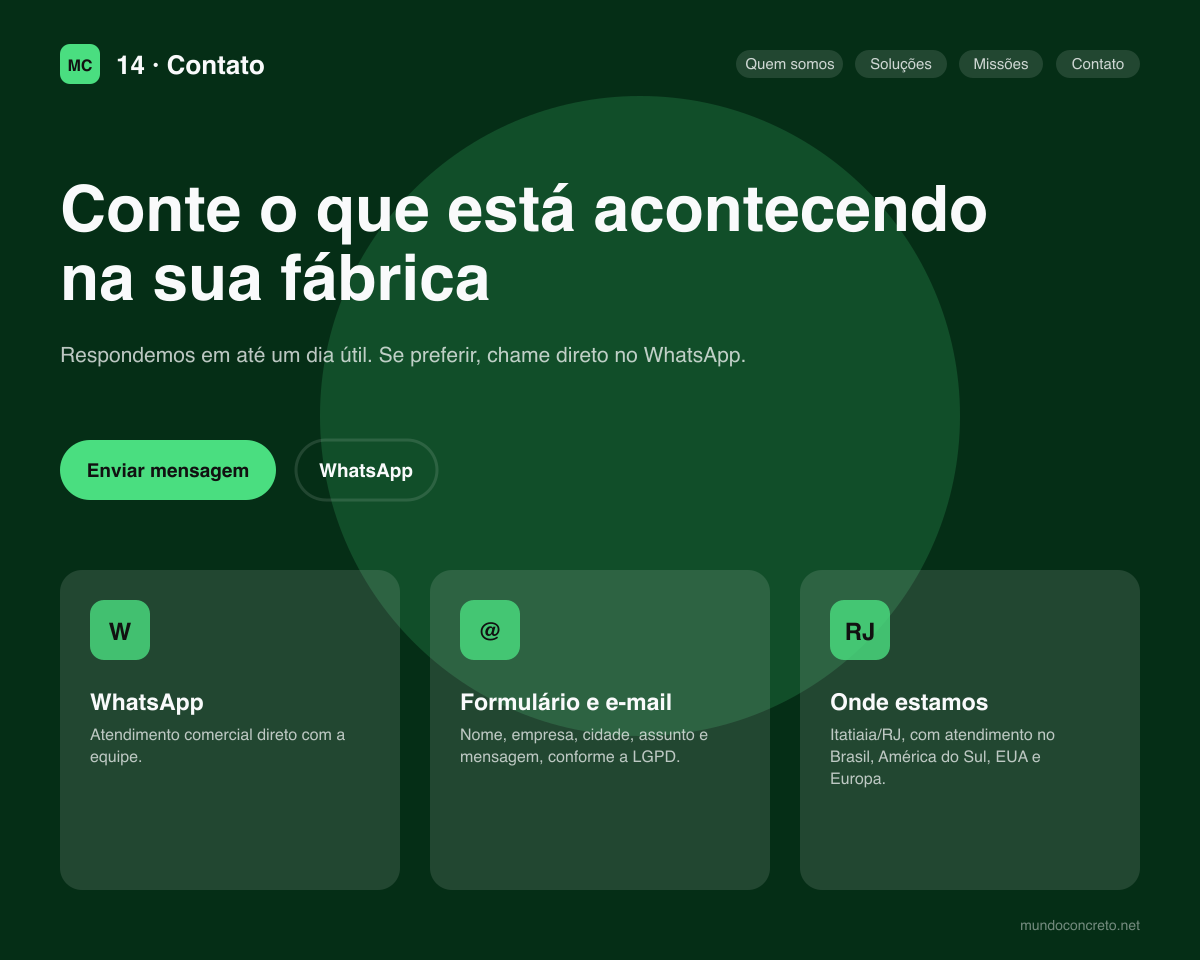 MC
14 · Contato
Quem somos
Soluções
Missões
Contato
Conte o que está acontecendo
na sua fábrica
Respondemos em até um dia útil. Se preferir, chame direto no WhatsApp.
Enviar mensagem
WhatsApp
W
WhatsApp
Atendimento comercial direto com a
equipe.
@
Formulário e e-mail
Nome, empresa, cidade, assunto e
mensagem, conforme a LGPD.
RJ
Onde estamos
Itatiaia/RJ, com atendimento no
Brasil, América do Sul, EUA e
Europa.
mundoconcreto.net